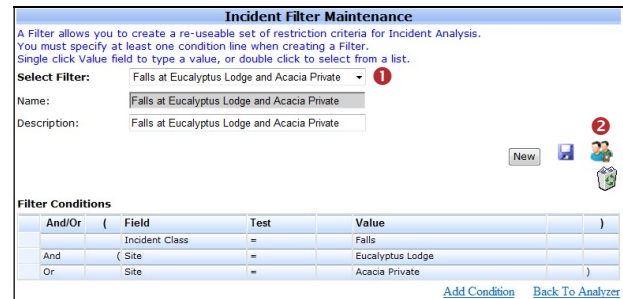 Incident Filter Maintenance
A Filter allows you to create a re-useable set of restriction criteria for Incident Analysis.
You must specify at least one condition line when creating a Filter.
Single click Value field to type a value, or double click to select from a list.
Select Filter: Falls at Eucalyptus Lodge and Acacia Private 1
Name: Falls at Eucalyptus Lodge and Acacia Private
Description: Falls at Eucalyptus Lodge and Acacia Private
2
New
Filter Conditions
And/Or ( Field Test Value )
Incident Class = Falls
And ( Site = Eucalyptus Lodge
Or Site = Acacia Private )
Add Condition Back To Analyzer